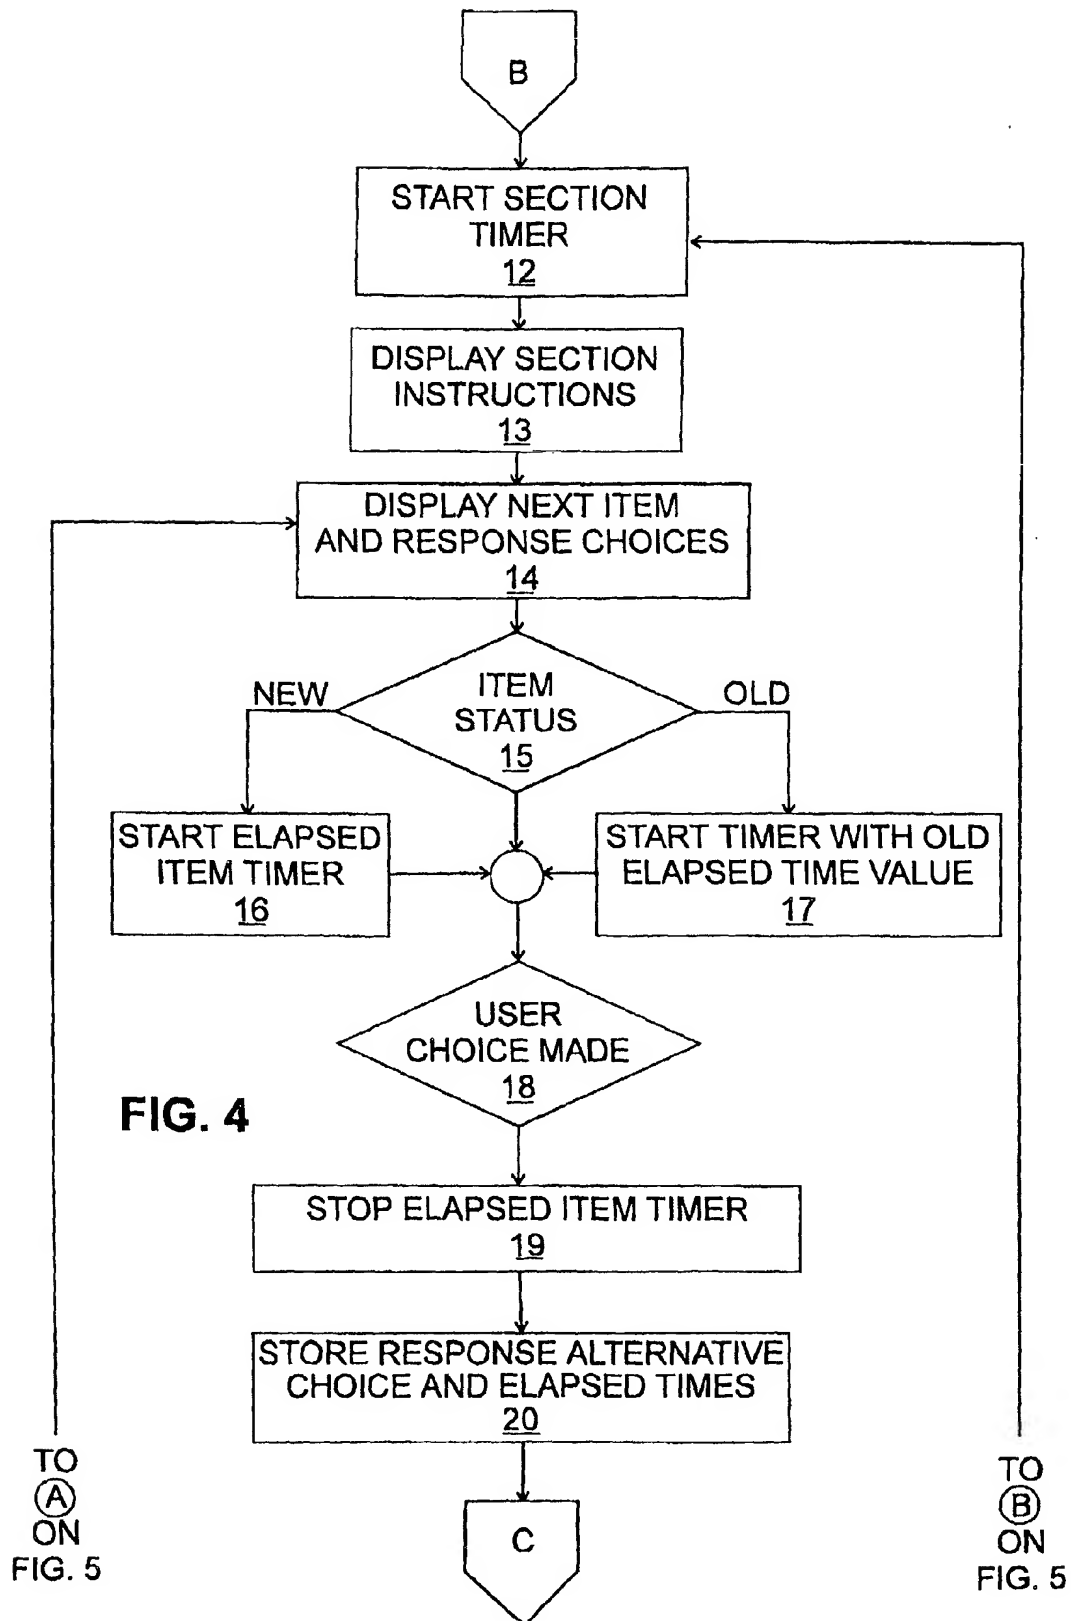 B
START SECTION
TIMER
12
DISPLAY SECTION
INSTRUCTIONS
13
DISPLAY NEXT ITEM
AND RESPONSE CHOICES
14
NEW
ITEM
STATUS
15
OLD
START ELAPSED
ITEM TIMER
16
START TIMER WITH OLD
ELAPSED TIME VALUE
17
USER
CHOICE MADE
18
FIG. 4
STOP ELAPSED ITEM TIMER
19
STORE RESPONSE ALTERNATIVE
CHOICE AND ELAPSED TIMES
20
TO
A
ON
FIG. 5
C
TO
B
ON
FIG. 5